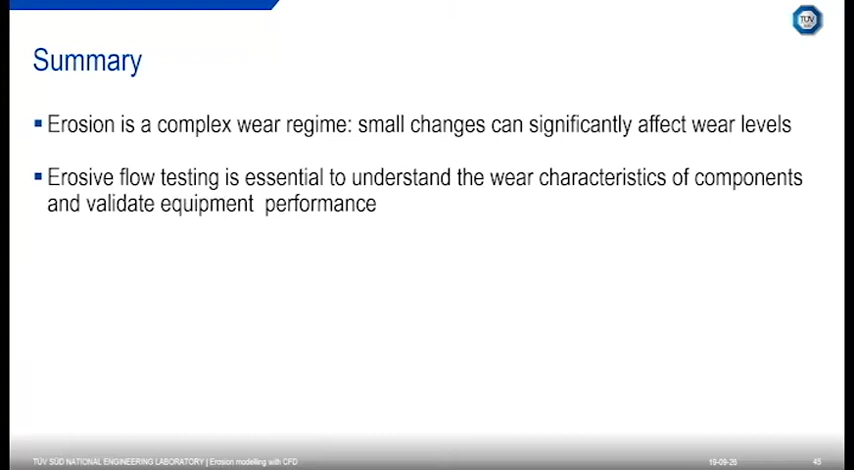 TÜV
SÜD
Summary
▪ Erosion is a complex wear regime: small changes can significantly affect wear levels
▪ Erosive flow testing is essential to understand the wear characteristics of components
and validate equipment performance
TÜV SÜD NATIONAL ENGINEERING LABORATORY | Erosion modelling with CFD